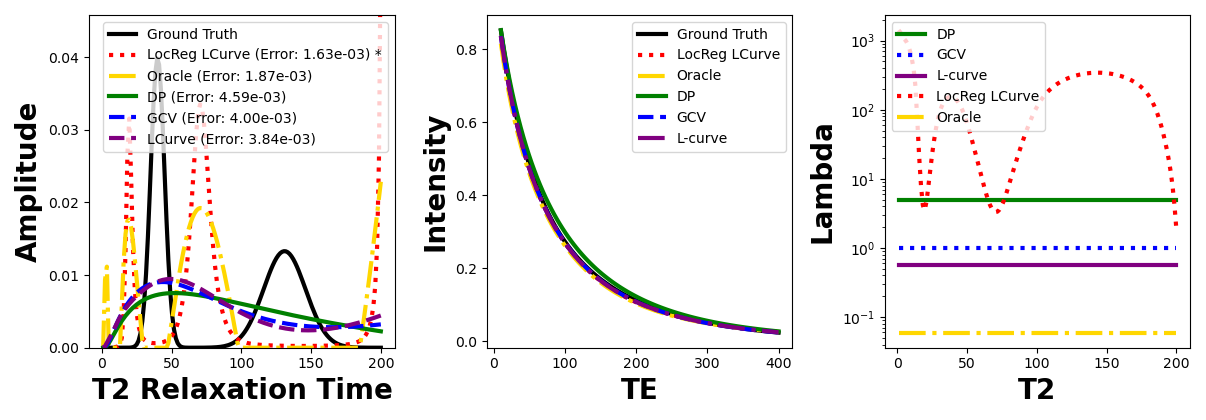 Amplitude
0.04
0.03
0.02
0.01
0.00
Ground Truth
LocReg LCurve (Error: 1.63e-03) *
Oracle (Error: 1.87e-03)
DP (Error: 4.59e-03)
GCV (Error: 4.00e-03)
LCurve (Error: 3.84e-03)
0 50 100 150 200
T2 Relaxation Time
Intensity
0.8
0.6
0.4
0.2
0.0
Ground Truth
LocReg LCurve
Oracle
DP
GCV
L-curve
0 100 200 300 400
TE
Lambda
10³
10²
10¹
10⁰
10⁻¹
DP
GCV
L-curve
LocReg LCurve
Oracle
0 50 100 150 200
T2